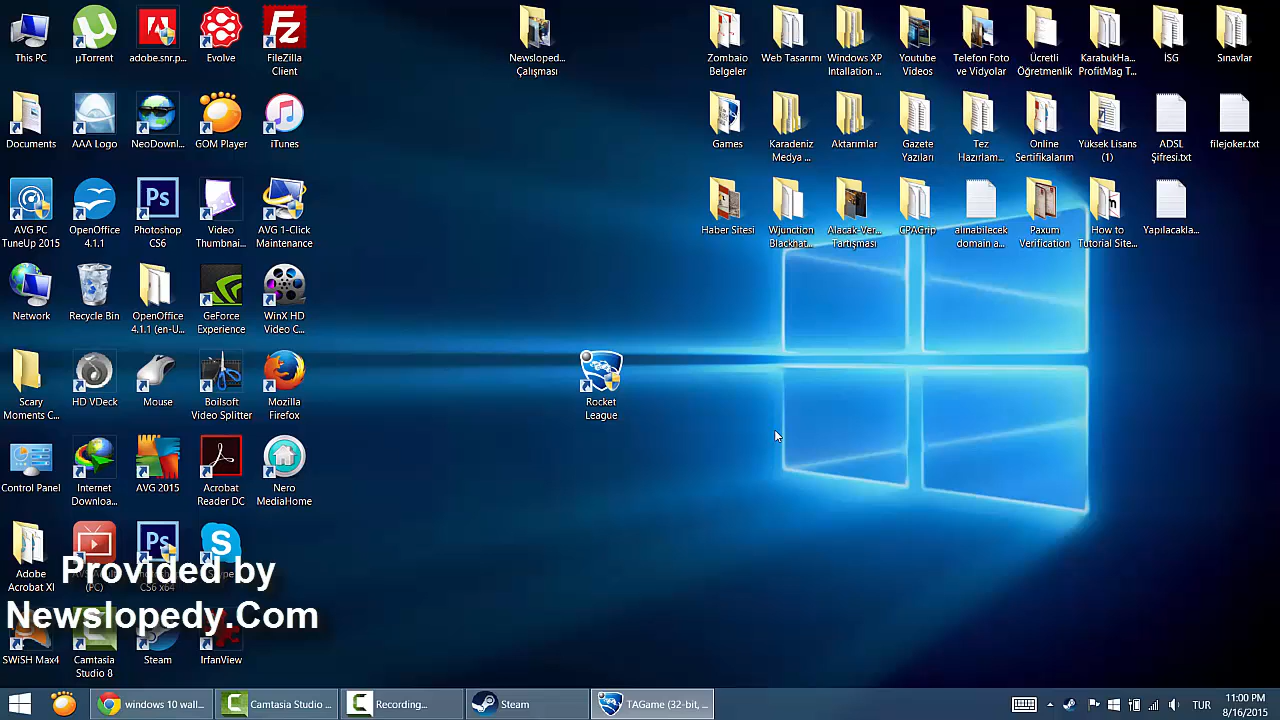 This PC
µTorrent
adobe.snr.p...
Evolve
FileZilla
Client
Newsloped...
Çalışması
Zombaio
Belgeler
Web Tasarımı
Windows XP
Intallation ...
Youtube
Videos
Telefon Foto
ve Vidyolar
Ücretli
Öğretmenlik
KarabukHa...
ProfitMag T...
İSG
Sınavlar
Documents
AAA Logo
NeoDownl...
GOM Player
iTunes
Games
Karadeniz
Medya ...
Aktarımlar
Gazete
Yazıları
Tez
Hazırlam...
Online
Sertifikalarım
Yüksek Lisans
(1)
ADSL
Şifresi.txt
filejoker.txt
AVG PC
TuneUp 2015
OpenOffice
4.1.1
Photoshop
CS6
Video
Thumbnai...
AVG 1-Click
Maintenance
Haber Sitesi
Wjunction
Blackhat...
Alacak-Ver...
Tartışması
CPAGrip
alınabilecek
domain a...
Paxum
Verification
How to
Tutorial Site...
Yapılacakla...
Network
Recycle Bin
OpenOffice
4.1.1 (en-U...
GeForce
Experience
WinX HD
Video C...
Scary
Moments C...
HD VDeck
Mouse
Boilsoft
Video Splitter
Mozilla
Firefox
Rocket
League
Control Panel
Internet
Downloa...
AVG 2015
Acrobat
Reader DC
Nero
MediaHome
Adobe
Acrobat XI
(PC)
CS6 x64
Provided by
Newslopedy.Com
SWiSH Max4
Camtasia
Studio 8
Steam
IrfanView
windows 10 wall...
Camtasia Studio ...
Recording...
Steam
TAGame (32-bit, ...
TUR
11:00 PM
8/16/2015